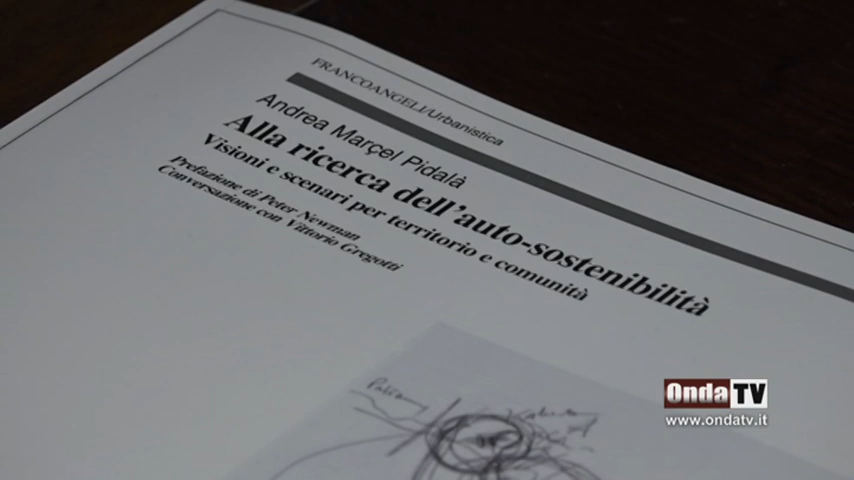 FRANCOANGELI/Urbanistica
Andrea Marçel Pidalà
Alla ricerca dell'auto-sostenibilità
Visioni e scenari per territorio e comunità
Prefazione di Peter Newman
Conversazione con Vittorio Gregotti
OndaTV
www.ondatv.it